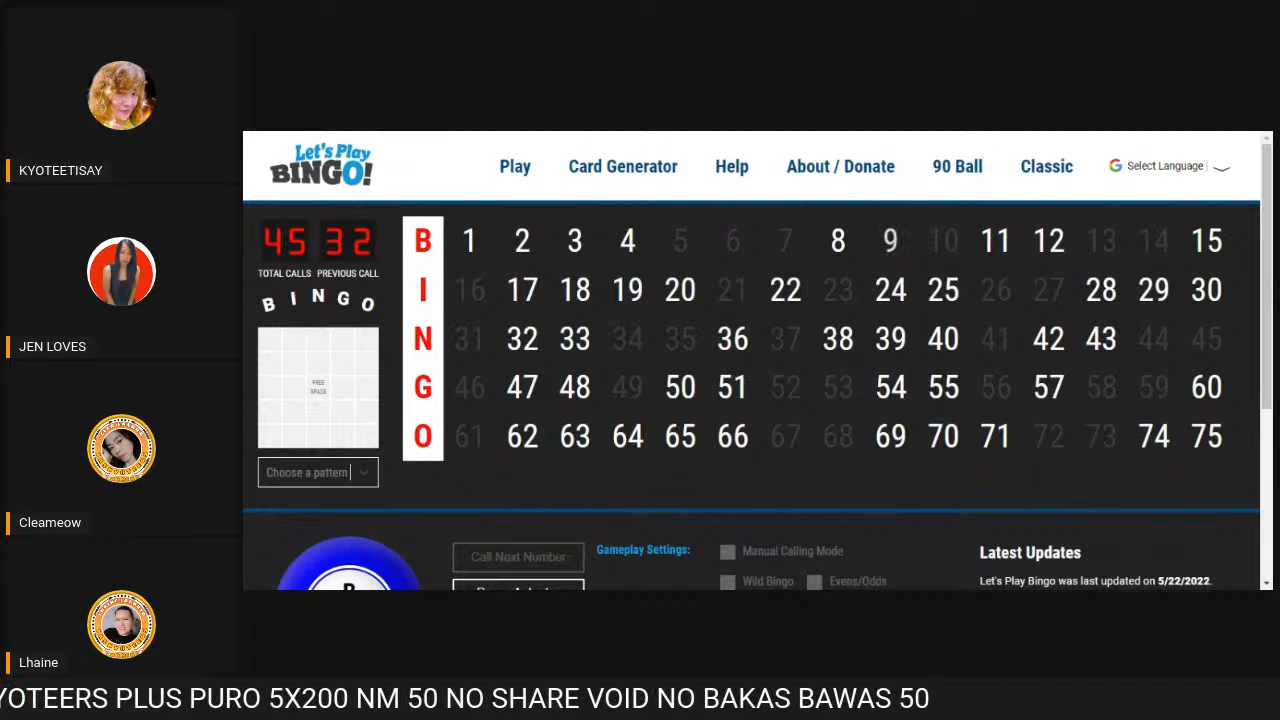 KYOTEETISAY
JEN LOVES
Cleameow
Lhaine
Let's Play
BINGO!
Play Card Generator Help About / Donate 90 Ball Classic Select Language
45 32
TOTAL CALLS PREVIOUS CALL
B I N G O
FREE
SPACE
Choose a pattern
B 1 2 3 4 5 6 7 8 9 10 11 12 13 14 15
I 16 17 18 19 20 21 22 23 24 25 26 27 28 29 30
N 31 32 33 34 35 36 37 38 39 40 41 42 43 44 45
G 46 47 48 49 50 51 52 53 54 55 56 57 58 59 60
O 61 62 63 64 65 66 67 68 69 70 71 72 73 74 75
Call Next Number
Gameplay Settings:
Manual Calling Mode
Wild Bingo Evens/Odds
Latest Updates
Let's Play Bingo was last updated on 5/22/2022.
YOTEERS PLUS PURO 5X200 NM 50 NO SHARE VOID NO BAKAS BAWAS 50